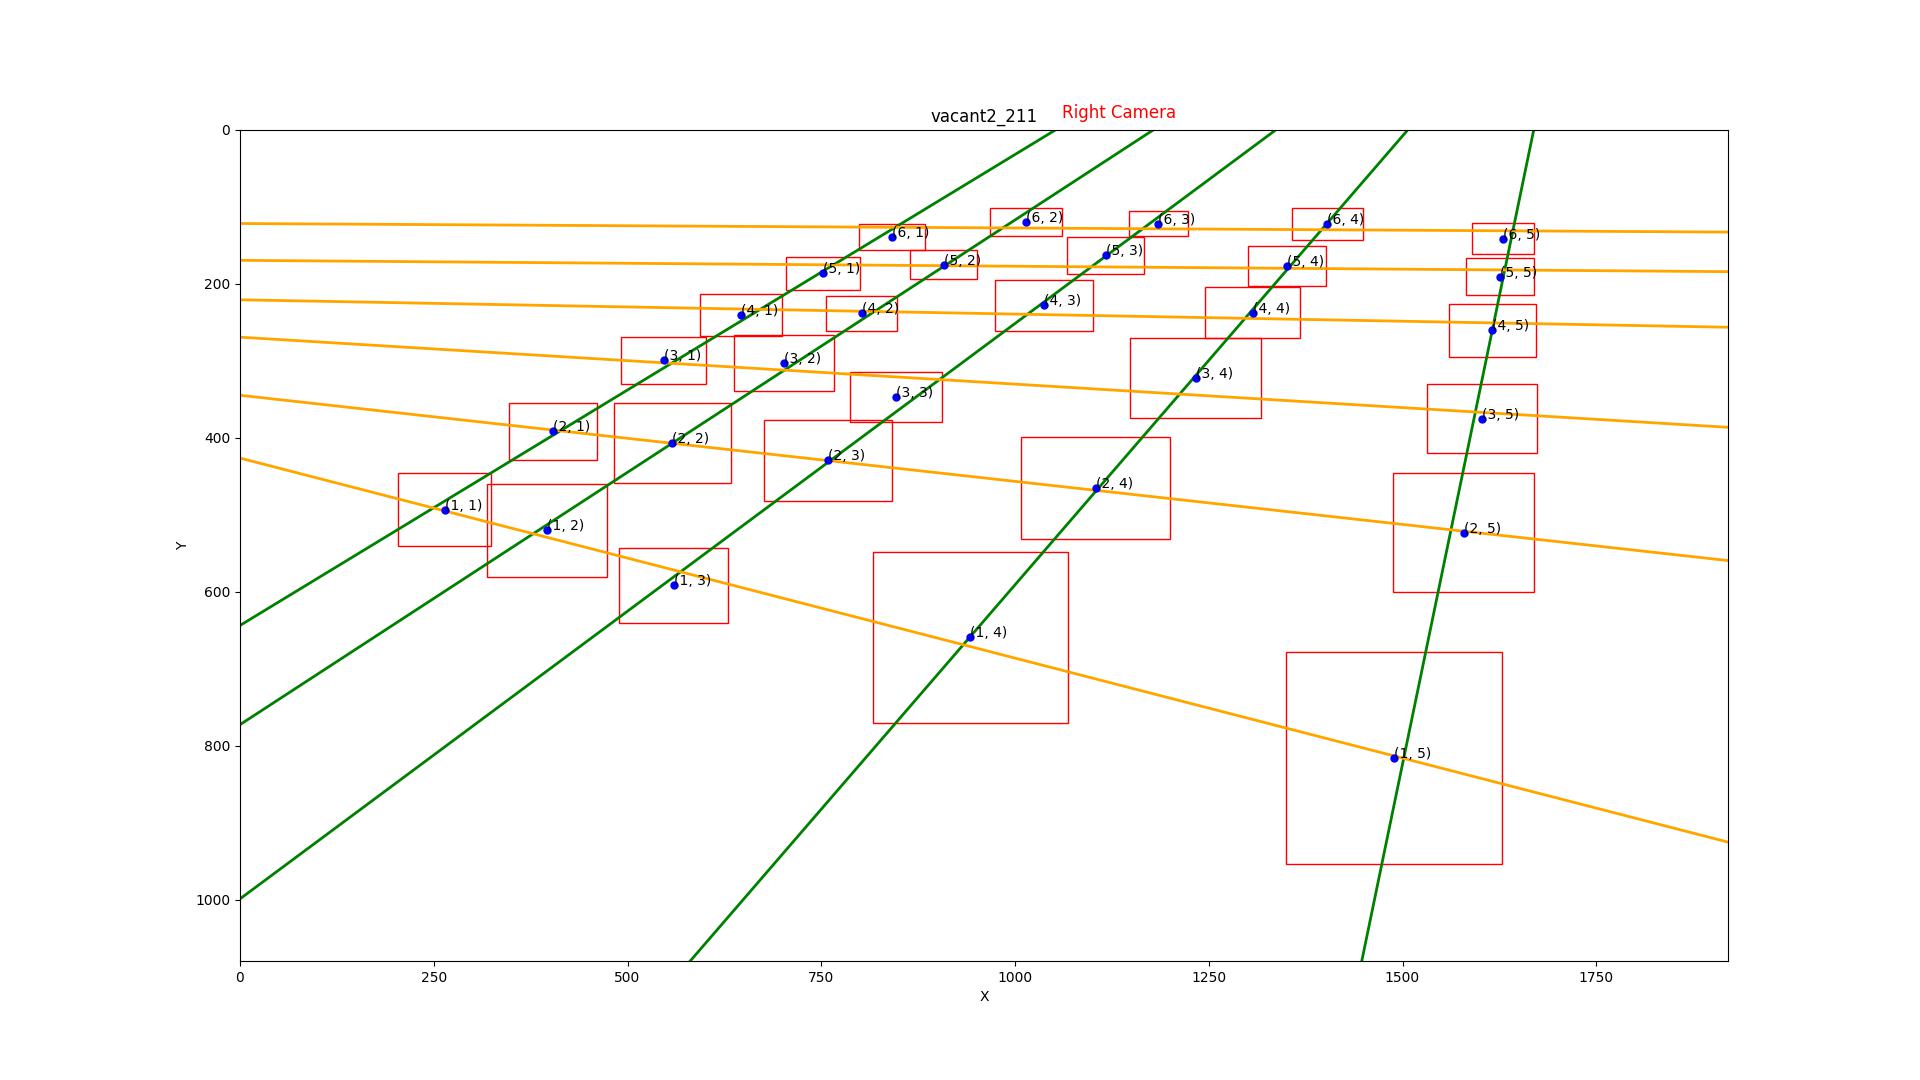 vacant2_211 Right Camera
0
(6, 1) (6, 2) (6, 3) (6, 4) (6, 5)
(5, 1) (5, 2) (5, 3) (5, 4) (5, 5)
200
(4, 1) (4, 2) (4, 3) (4, 4) (4, 5)
(3, 1) (3, 2) (3, 3) (3, 4) (3, 5)
400
(2, 1) (2, 2) (2, 3) (2, 4) (2, 5)
(1, 1) (1, 2) (1, 3) (1, 4) (1, 5)
Y
600
800
1000
0 250 500 750 1000 1250 1500 1750
X